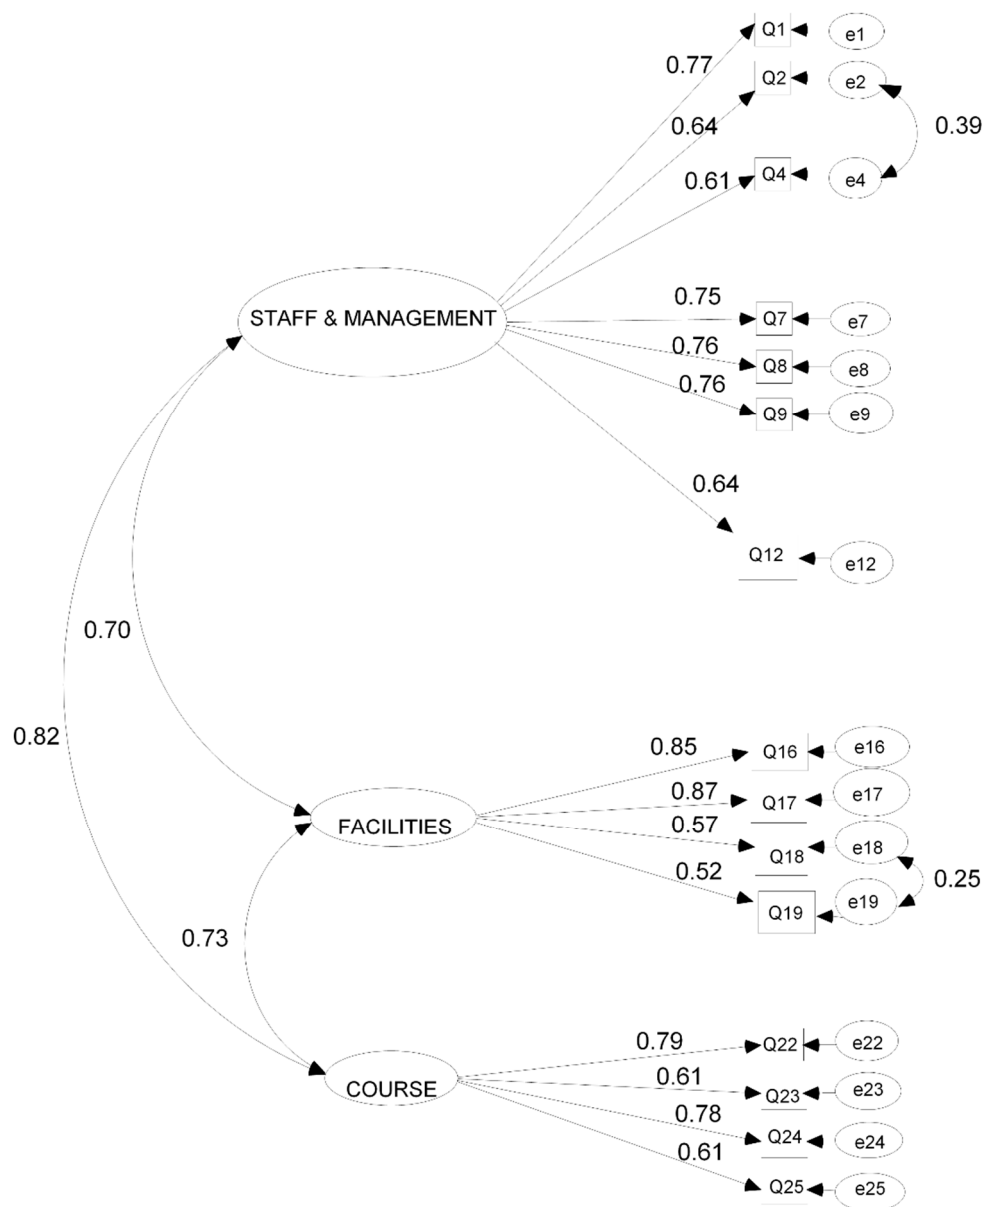 Q1 e1
0.77
Q2 e2
0.64
0.39
Q4 e4
0.61
STAFF & MANAGEMENT
0.75
Q7 e7
0.76
Q8 e8
0.76
Q9 e9
0.64
Q12 e12
0.70
0.82
0.85
Q16 e16
0.87
Q17 e17
FACILITIES
0.57
Q18 e18
0.25
0.52
Q19 e19
0.73
0.79
Q22 e22
COURSE
0.61
Q23 e23
0.78
Q24 e24
0.61
Q25 e25